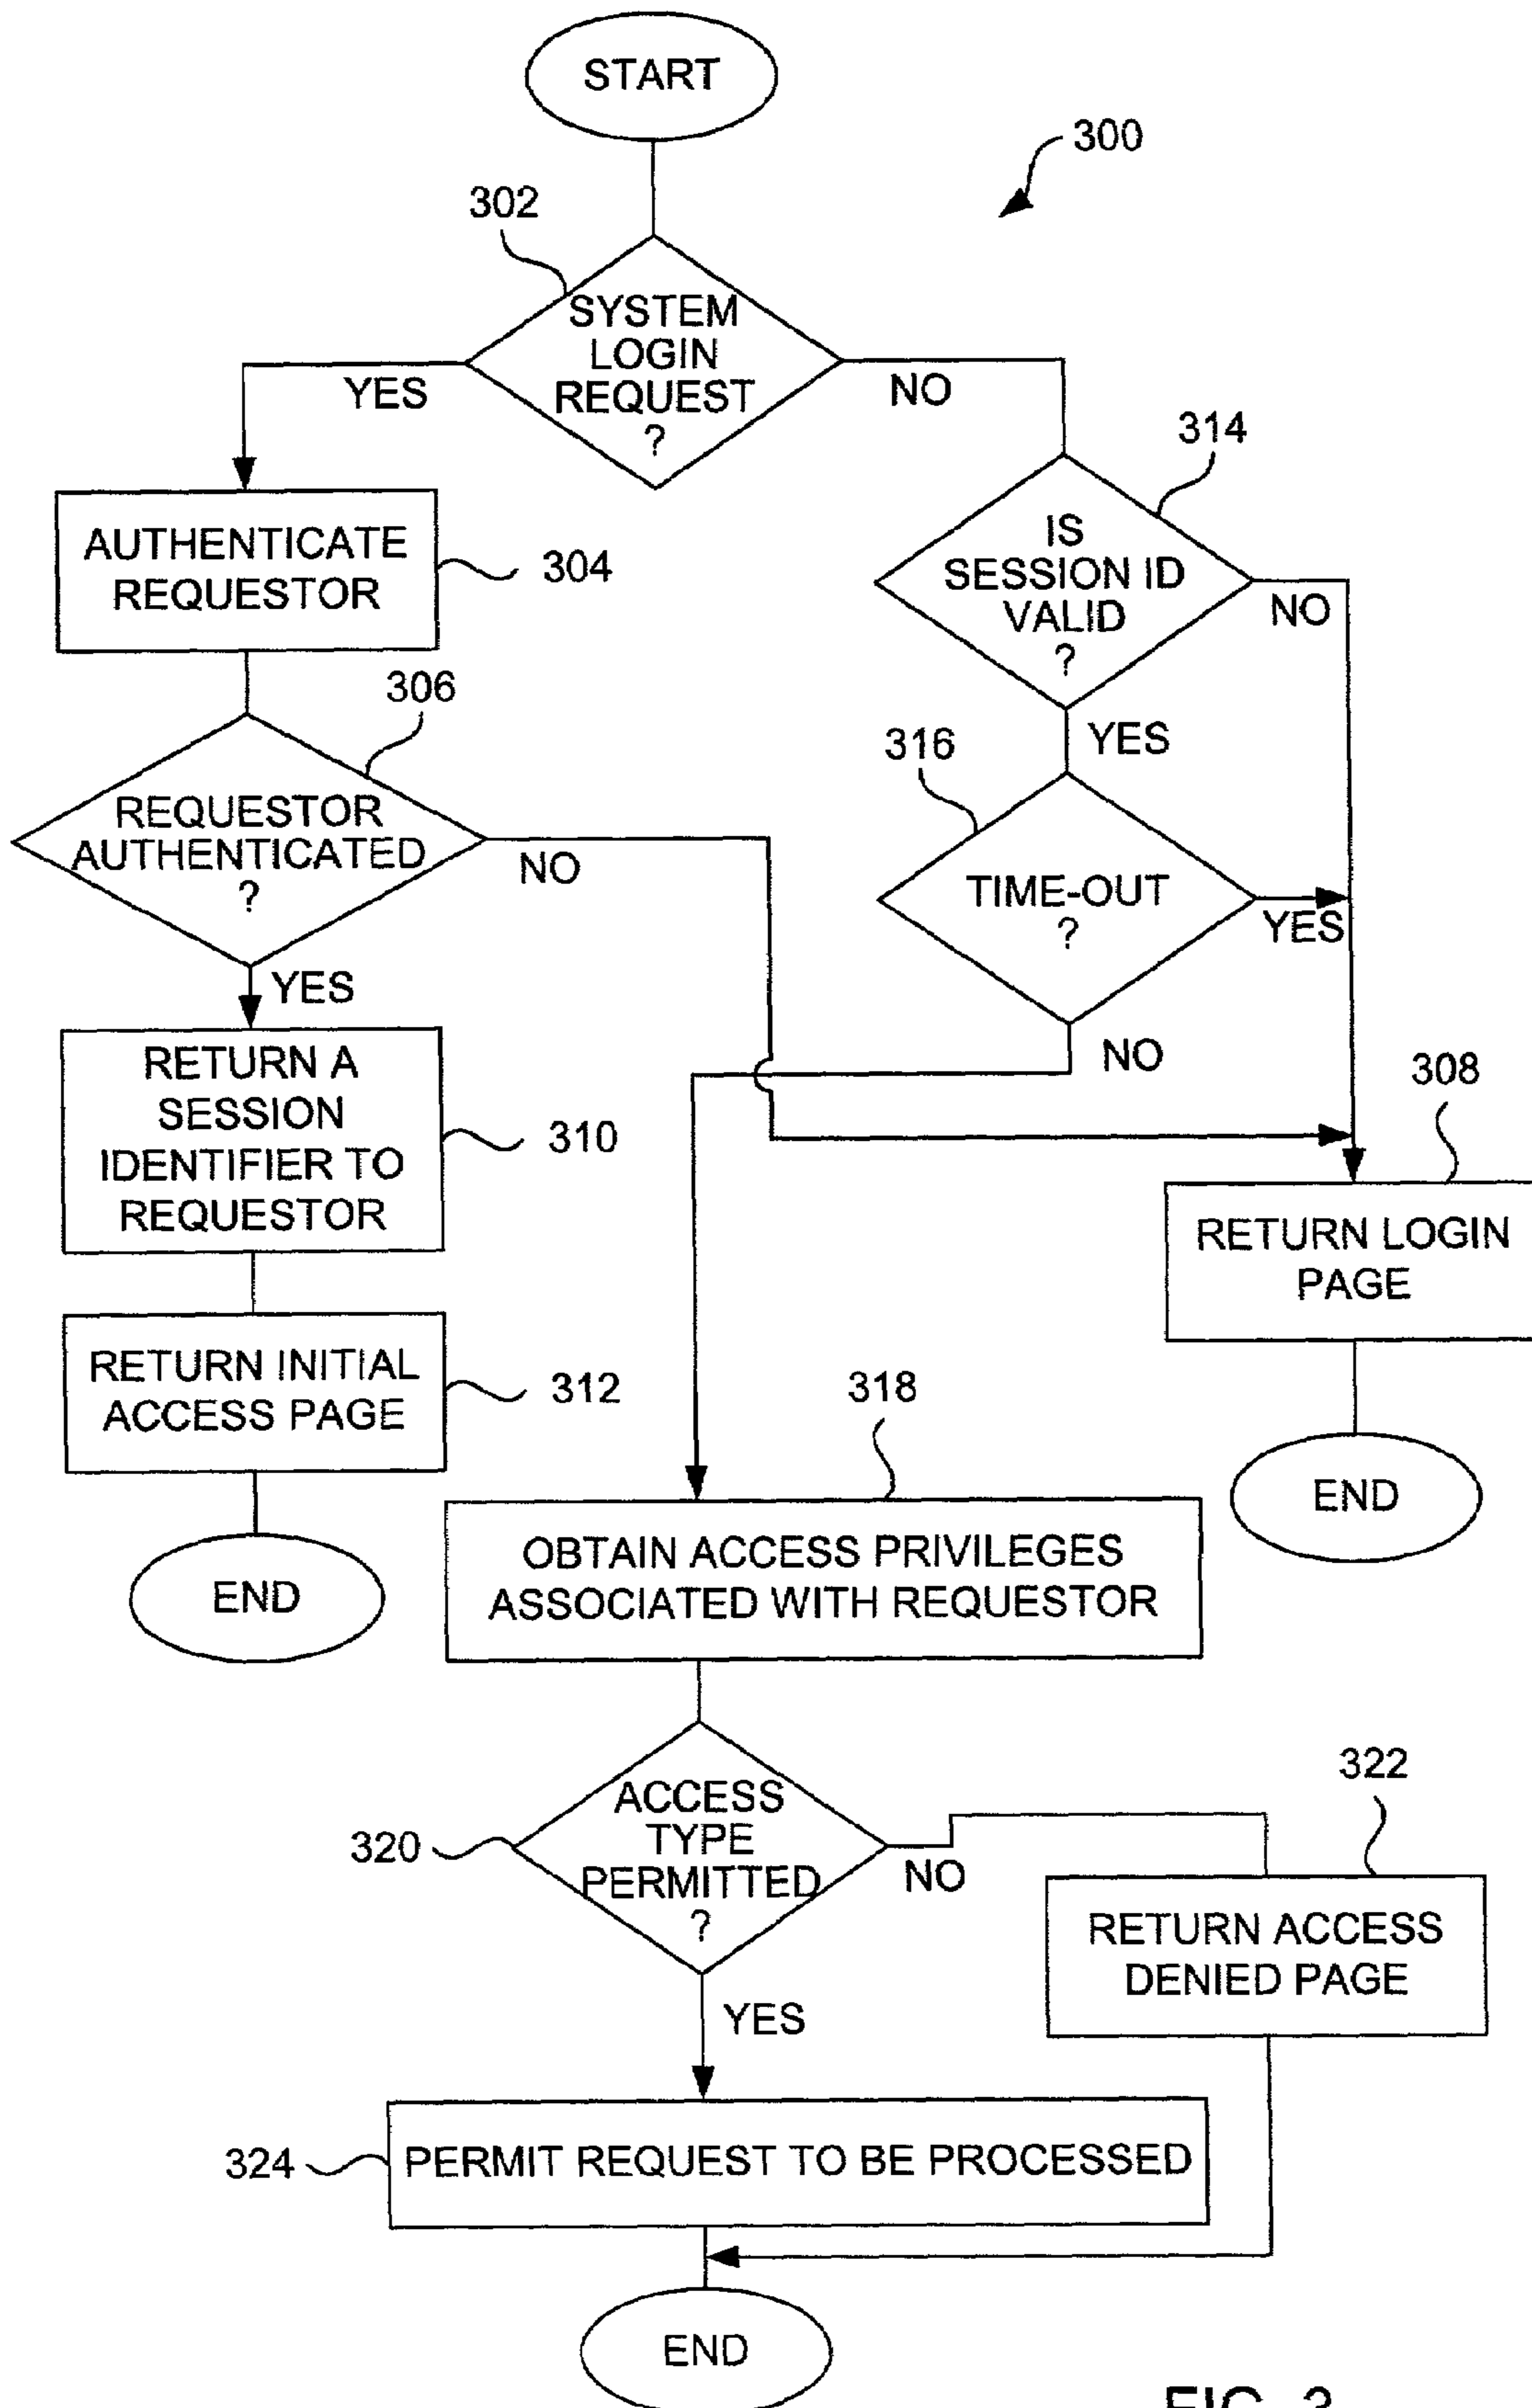 START
300
302
SYSTEM
LOGIN
REQUEST
?
YES
NO
314
AUTHENTICATE
REQUESTOR
304
IS
SESSION ID
VALID
?
NO
306
YES
316
REQUESTOR
AUTHENTICATED
?
NO
TIME-OUT
?
YES
YES
NO
RETURN A
SESSION
IDENTIFIER TO
REQUESTOR
310
308
RETURN LOGIN
PAGE
RETURN INITIAL
ACCESS PAGE
312
318
END
END
OBTAIN ACCESS PRIVILEGES
ASSOCIATED WITH REQUESTOR
320
ACCESS
TYPE
PERMITTED
?
NO
322
RETURN ACCESS
DENIED PAGE
YES
324
PERMIT REQUEST TO BE PROCESSED
END
FIG. 3